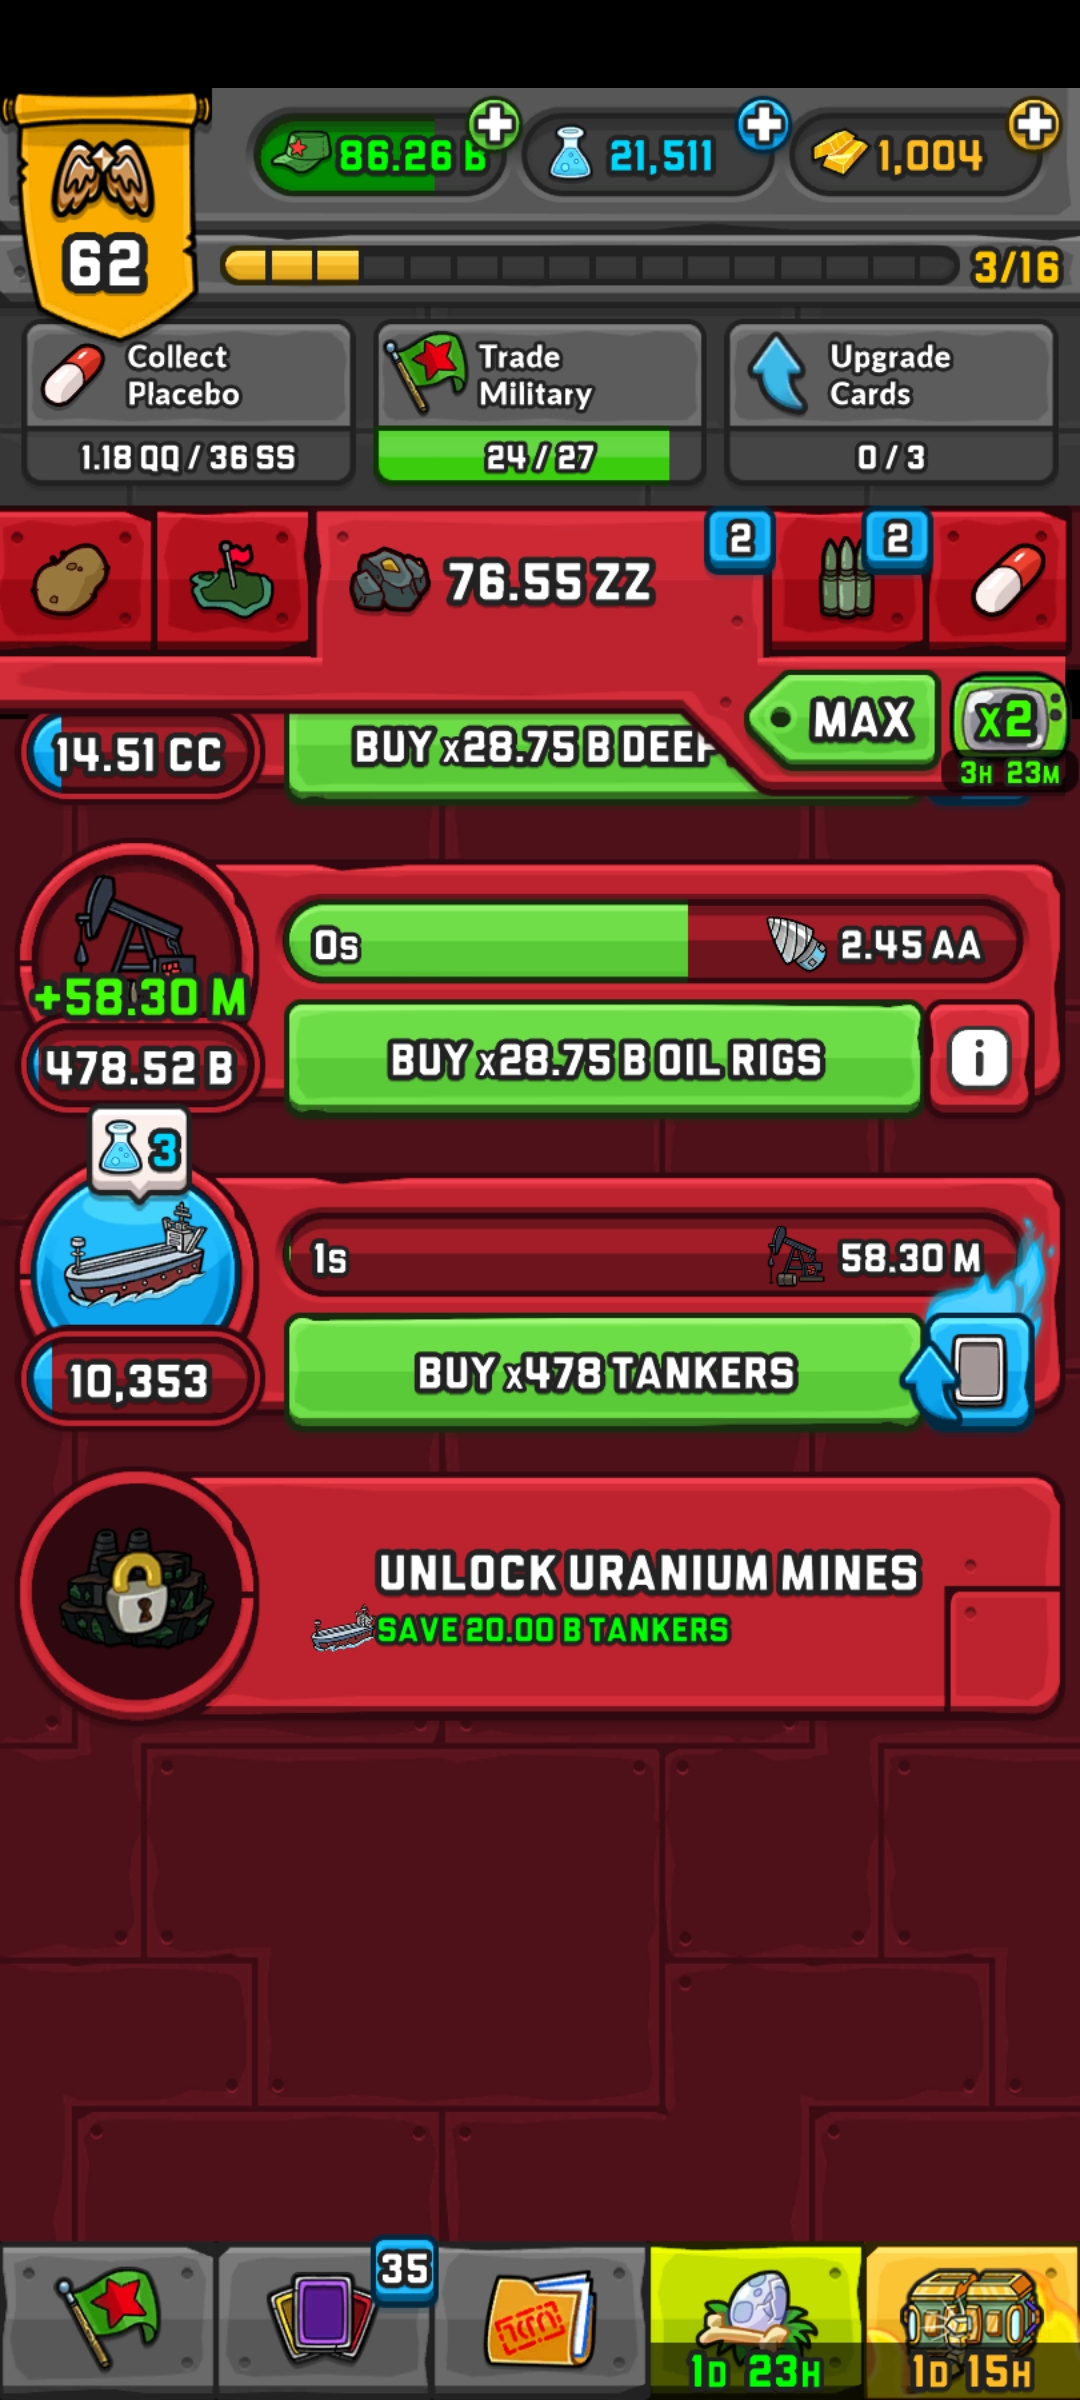 62
86.26 B
21,511
1,004
3/16
Collect
Placebo
1.18 QQ / 36 SS
Trade
Military
24 / 27
Upgrade
Cards
0 / 3
76.55 ZZ
2
2
MAX
x2
3H 23M
14.51 CC
BUY x28.75 B DEEP
0s
2.45 AA
+58.30 M
478.52 B
BUY x28.75 B OIL RIGS
i
3
1s
58.30 M
10,353
BUY x478 TANKERS
UNLOCK URANIUM MINES
SAVE 20.00 B TANKERS
35
1D 23H
1D 15H